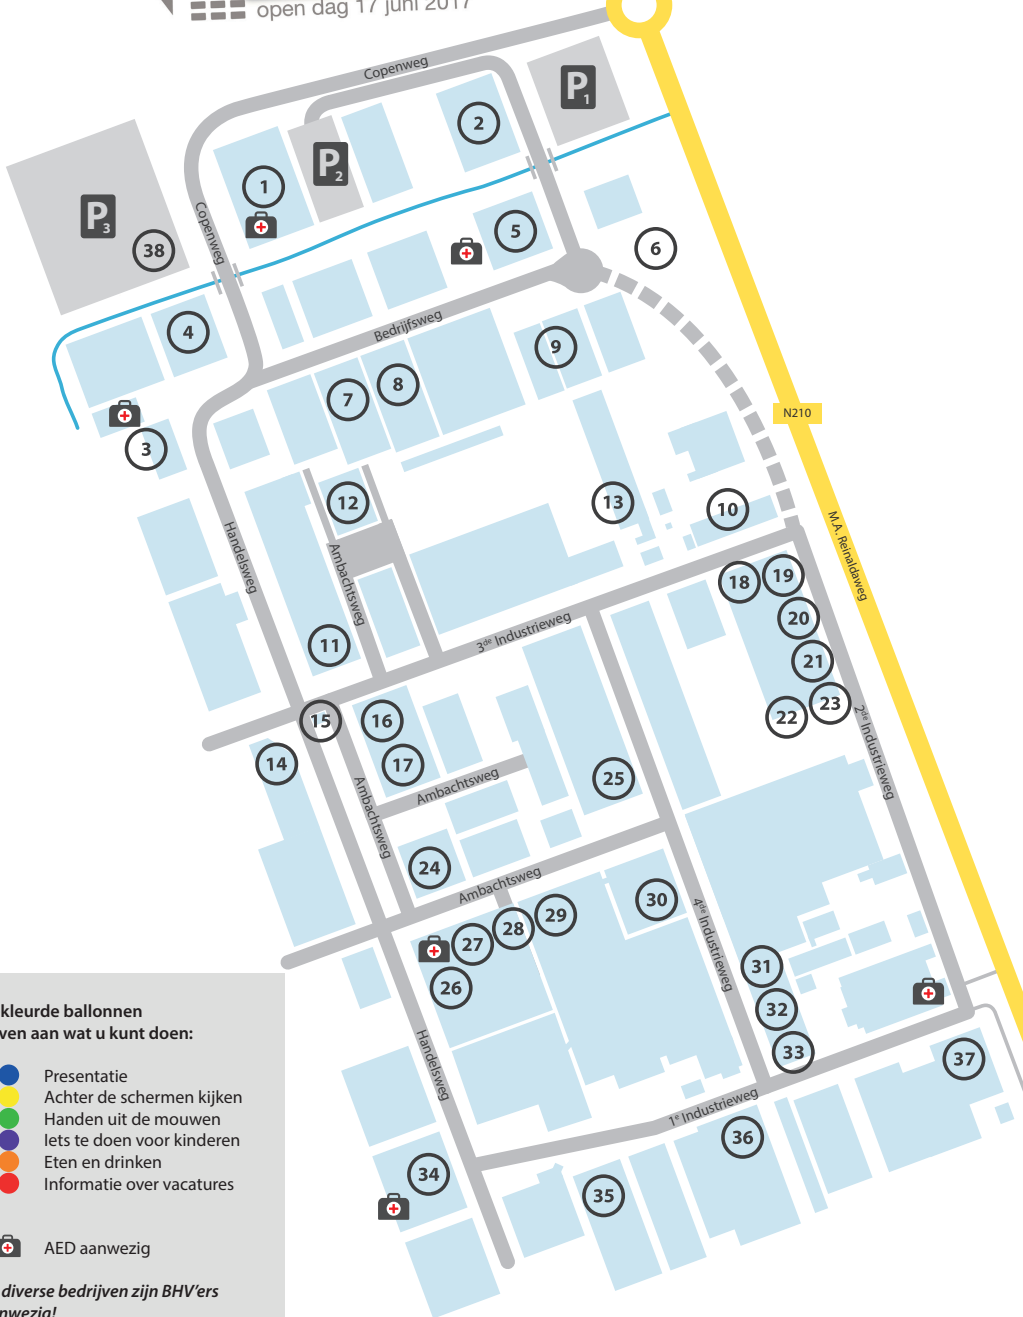 open dag 17 juni 2017
Copenweg
P1
2
P2
1
P3
38
Copenweg
5
6
4
Bedrijfsweg
9
8
7
N210
3
12
13
10
M.A. Reinaldaweg
Handelsweg
Ambachtsweg
18
19
20
3de Industrieweg
11
21
23
22
2de Industrieweg
15
16
14
17
Ambachtsweg
25
Ambachtsweg
24
Ambachtsweg
30
29
28
27
26
4de Industrieweg
31
32
33
37
Handelsweg
1e Industrieweg
36
34
35
kleurde ballonnen
ven aan wat u kunt doen:
Presentatie
Achter de schermen kijken
Handen uit de mouwen
Iets te doen voor kinderen
Eten en drinken
Informatie over vacatures
AED aanwezig
diverse bedrijven zijn BHV'ers
nwezig!